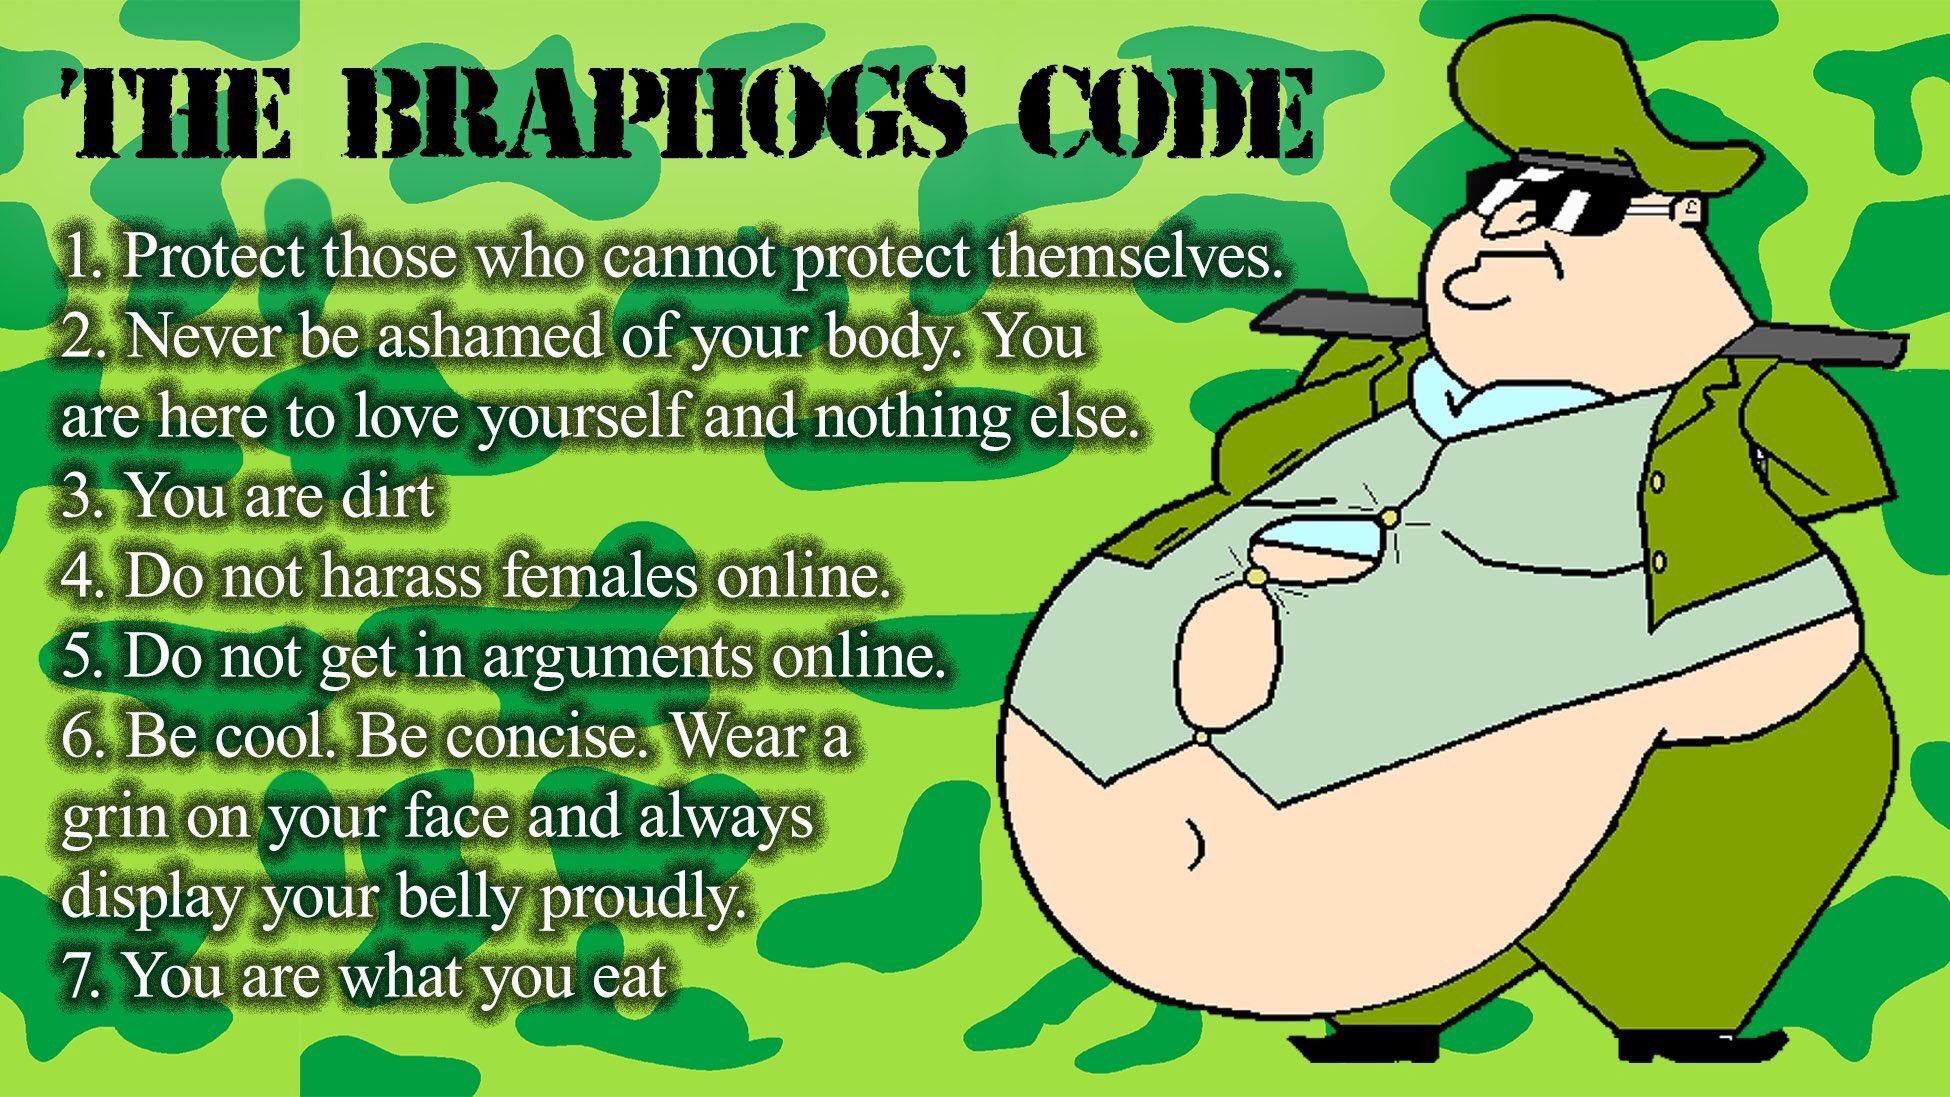 THE BRAPHOGS CODE
1. Protect those who cannot protect themselves.
2. Never be ashamed of your body. You
are here to love yourself and nothing else.
3. You are dirt
4. Do not harass females online.
5. Do not get in arguments online.
6. Be cool. Be concise. Wear a
grin on your face and always
display your belly proudly.
7. You are what you eat